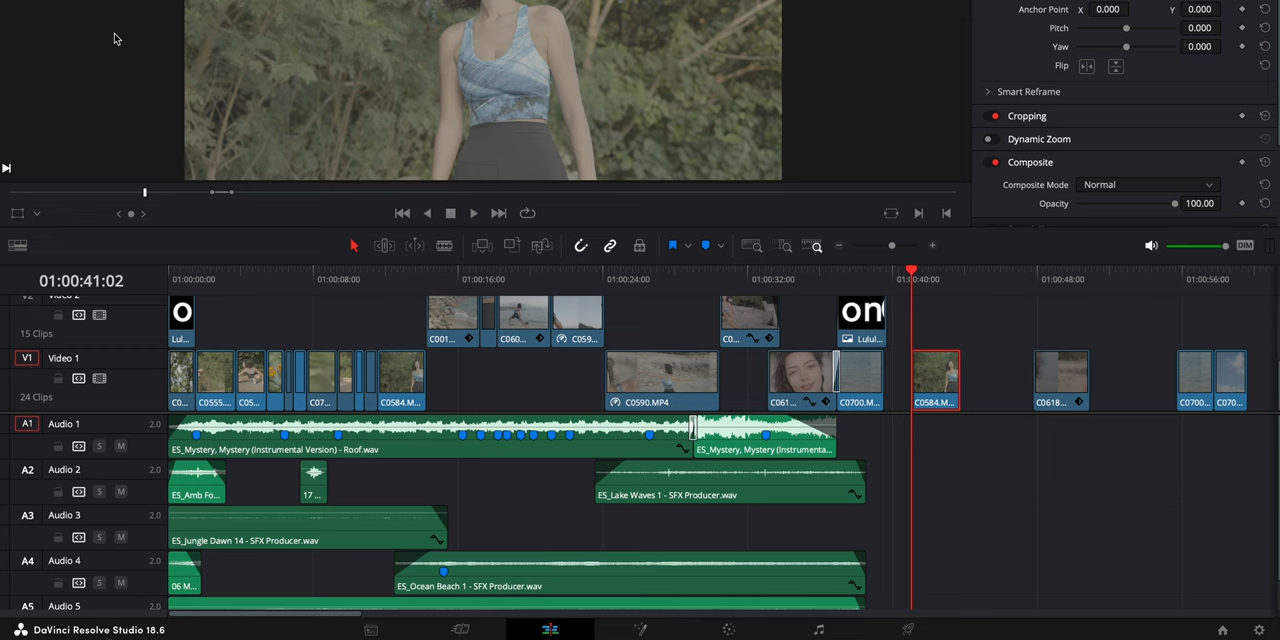 Anchor Point X 0.000 Y 0.000
Pitch 0.000
Yaw 0.000
Flip
Smart Reframe
Cropping
Dynamic Zoom
Composite
Composite Mode Normal
Opacity 100.00
DIM
01:00:41:02
01:00:00:00 01:00:08:00 01:00:16:00 01:00:24:00 01:00:32:00 01:00:40:00 01:00:48:00 01:00:56:00
V2 Video 2
o on
15 Clips
Lul... C001... C060... C059... C0... Lulul...
V1 Video 1
24 Clips
C0... C0555.... C05... C07... C0584.M... C0590.MP4 C061... C0700.M... C0584.M... C0618... C0700... C070...
A1 Audio 1 2.0
S M
ES_Mystery, Mystery (Instrumental Version) - Roof.wav ES_Mystery, Mystery (Instrumenta...
A2 Audio 2 2.0
S M
ES_Amb Fo... 17 ... ES_Lake Waves 1 - SFX Producer.wav
A3 Audio 3 2.0
S M
ES_Jungle Dawn 14 - SFX Producer.wav
A4 Audio 4 2.0
S M
06 M... ES_Ocean Beach 1 - SFX Producer.wav
A5 Audio 5 2.0
DaVinci Resolve Studio 18.6